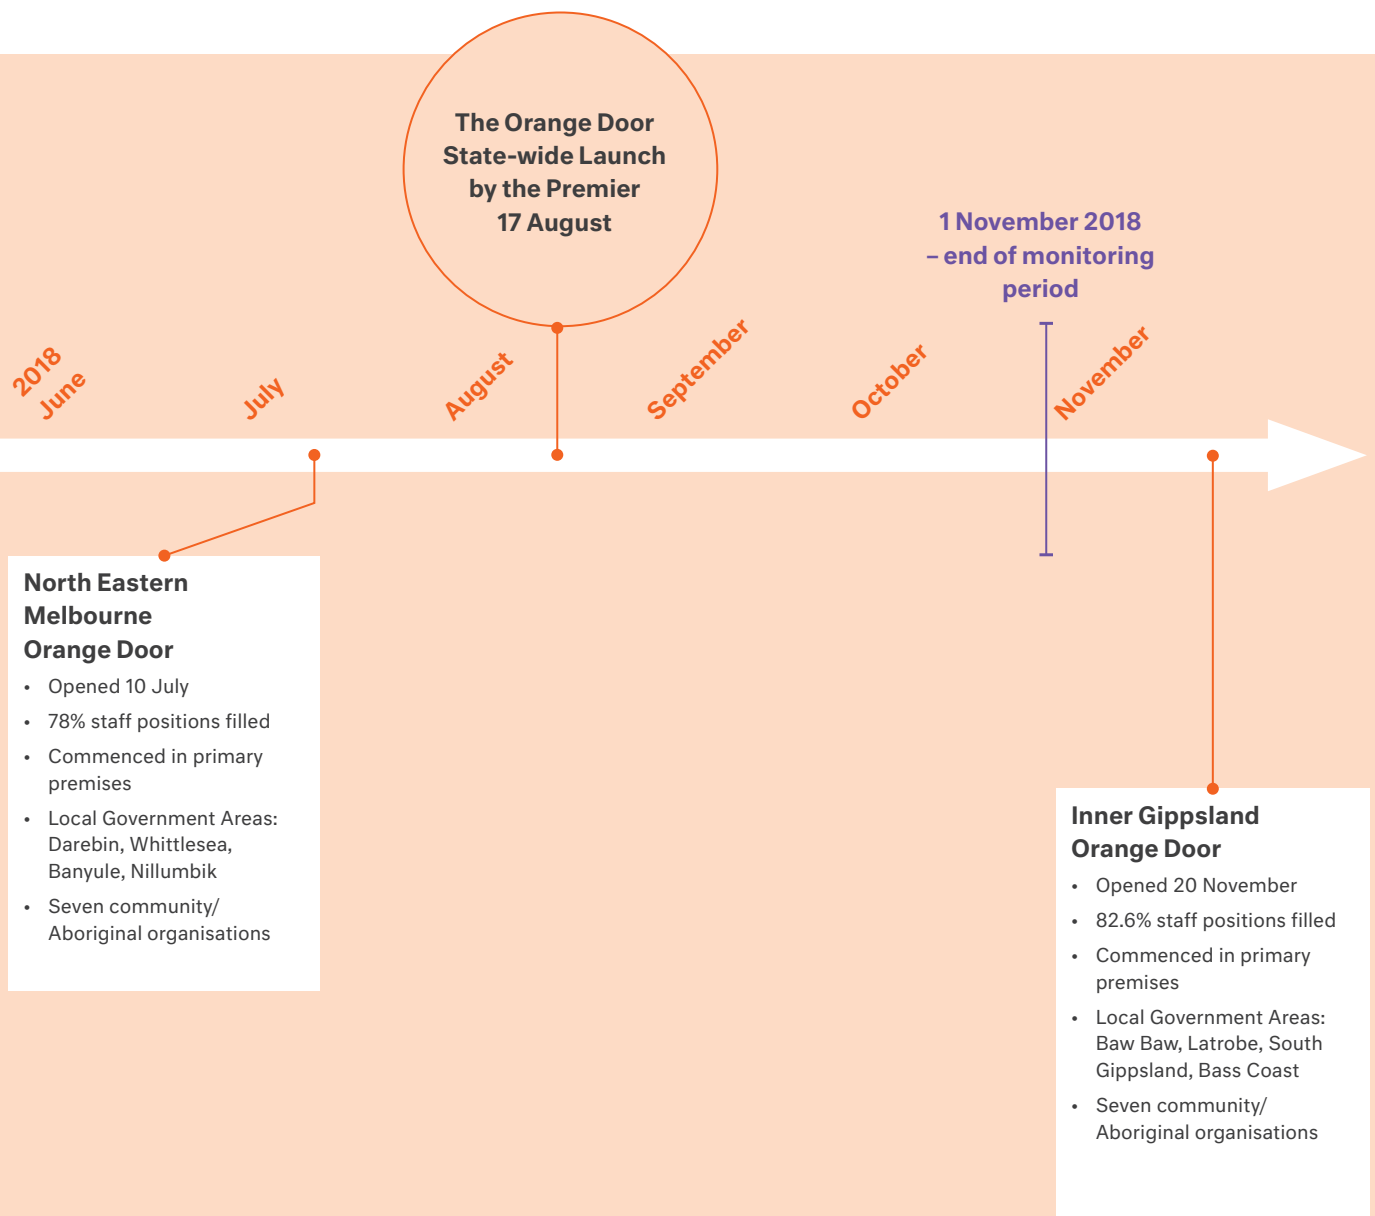 The Orange Door
State-wide Launch
by the Premier
17 August
1 November 2018
– end of monitoring
period
2018
June
July
August
September
October
November
North Eastern
Melbourne
Orange Door
• Opened 10 July
• 78% staff positions filled
• Commenced in primary
premises
• Local Government Areas:
Darebin, Whittlesea,
Banyule, Nillumbik
• Seven community/
Aboriginal organisations
Inner Gippsland
Orange Door
• Opened 20 November
• 82.6% staff positions filled
• Commenced in primary
premises
• Local Government Areas:
Baw Baw, Latrobe, South
Gippsland, Bass Coast
• Seven community/
Aboriginal organisations